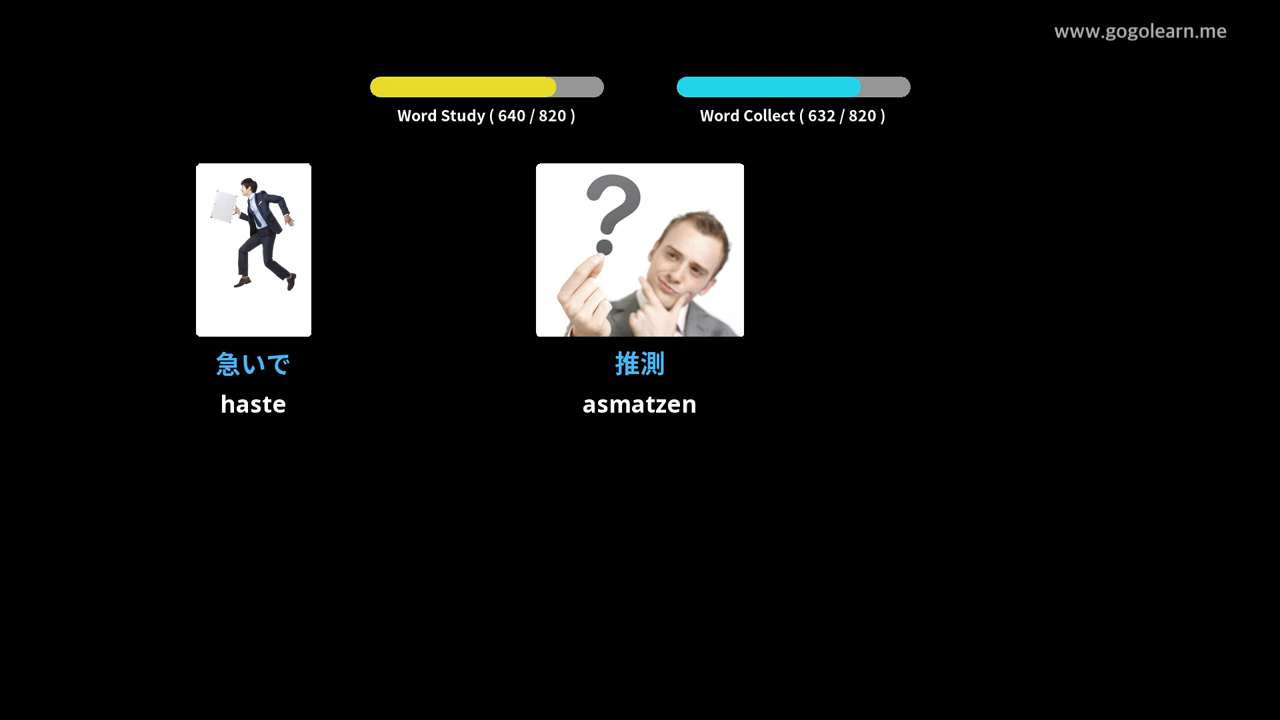 www.gogolearn.me
Word Study ( 640 / 820 )
Word Collect ( 632 / 820 )
急いで
haste
推測
asmatzen